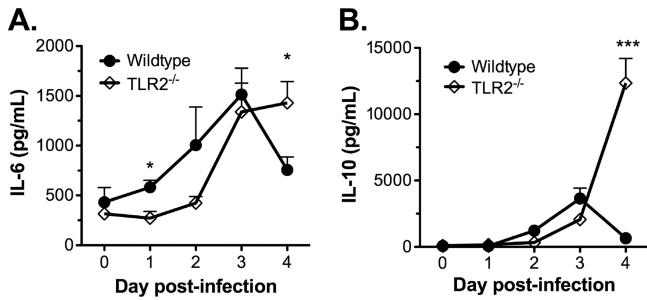 A.
IL-6 (pg/mL)
2000
1500
1000
500
0
Wildtype
TLR2-/-
*
*
0 1 2 3 4
Day post-infection
B.
IL-10 (pg/mL)
15000
10000
5000
0
Wildtype
TLR2-/-
***
0 1 2 3 4
Day post-infection